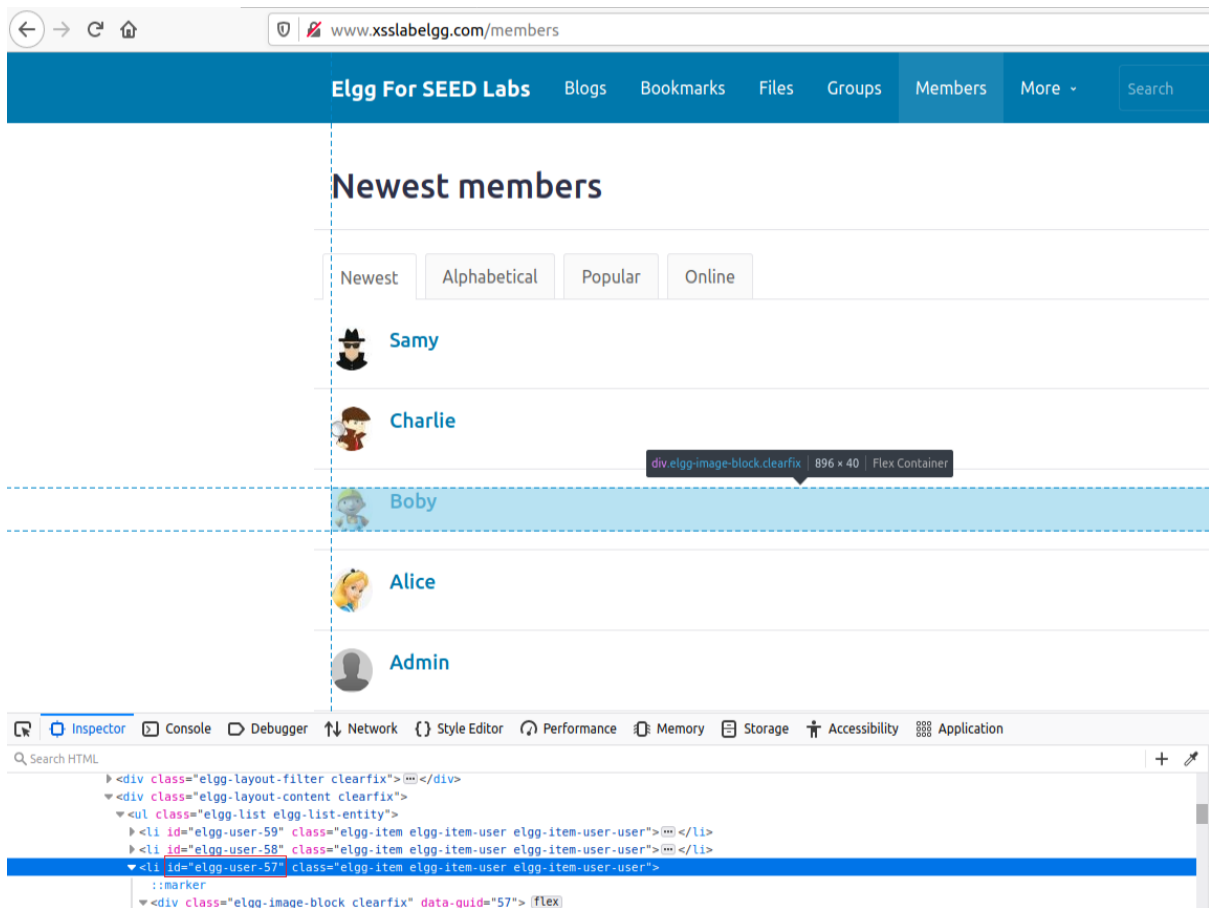 www.xsslabelgg.com/members
Elgg For SEED Labs Blogs Bookmarks Files Groups Members More Search
Newest members
Newest Alphabetical Popular Online
Samy
Charlie
div.elgg-image-block.clearfix | 896 × 40 | Flex Container
Boby
Alice
Admin
Inspector Console Debugger Network Style Editor Performance Memory Storage Accessibility Application
Search HTML
<div class="elgg-layout-filter clearfix">⋯</div>
<div class="elgg-layout-content clearfix">
<ul class="elgg-list elgg-list-entity">
<li id="elgg-user-59" class="elgg-item elgg-item-user elgg-item-user-user">⋯</li>
<li id="elgg-user-58" class="elgg-item elgg-item-user elgg-item-user-user">⋯</li>
<li id="elgg-user-57" class="elgg-item elgg-item-user elgg-item-user-user">
::marker
<div class="elgg-image-block clearfix" data-guid="57"> flex